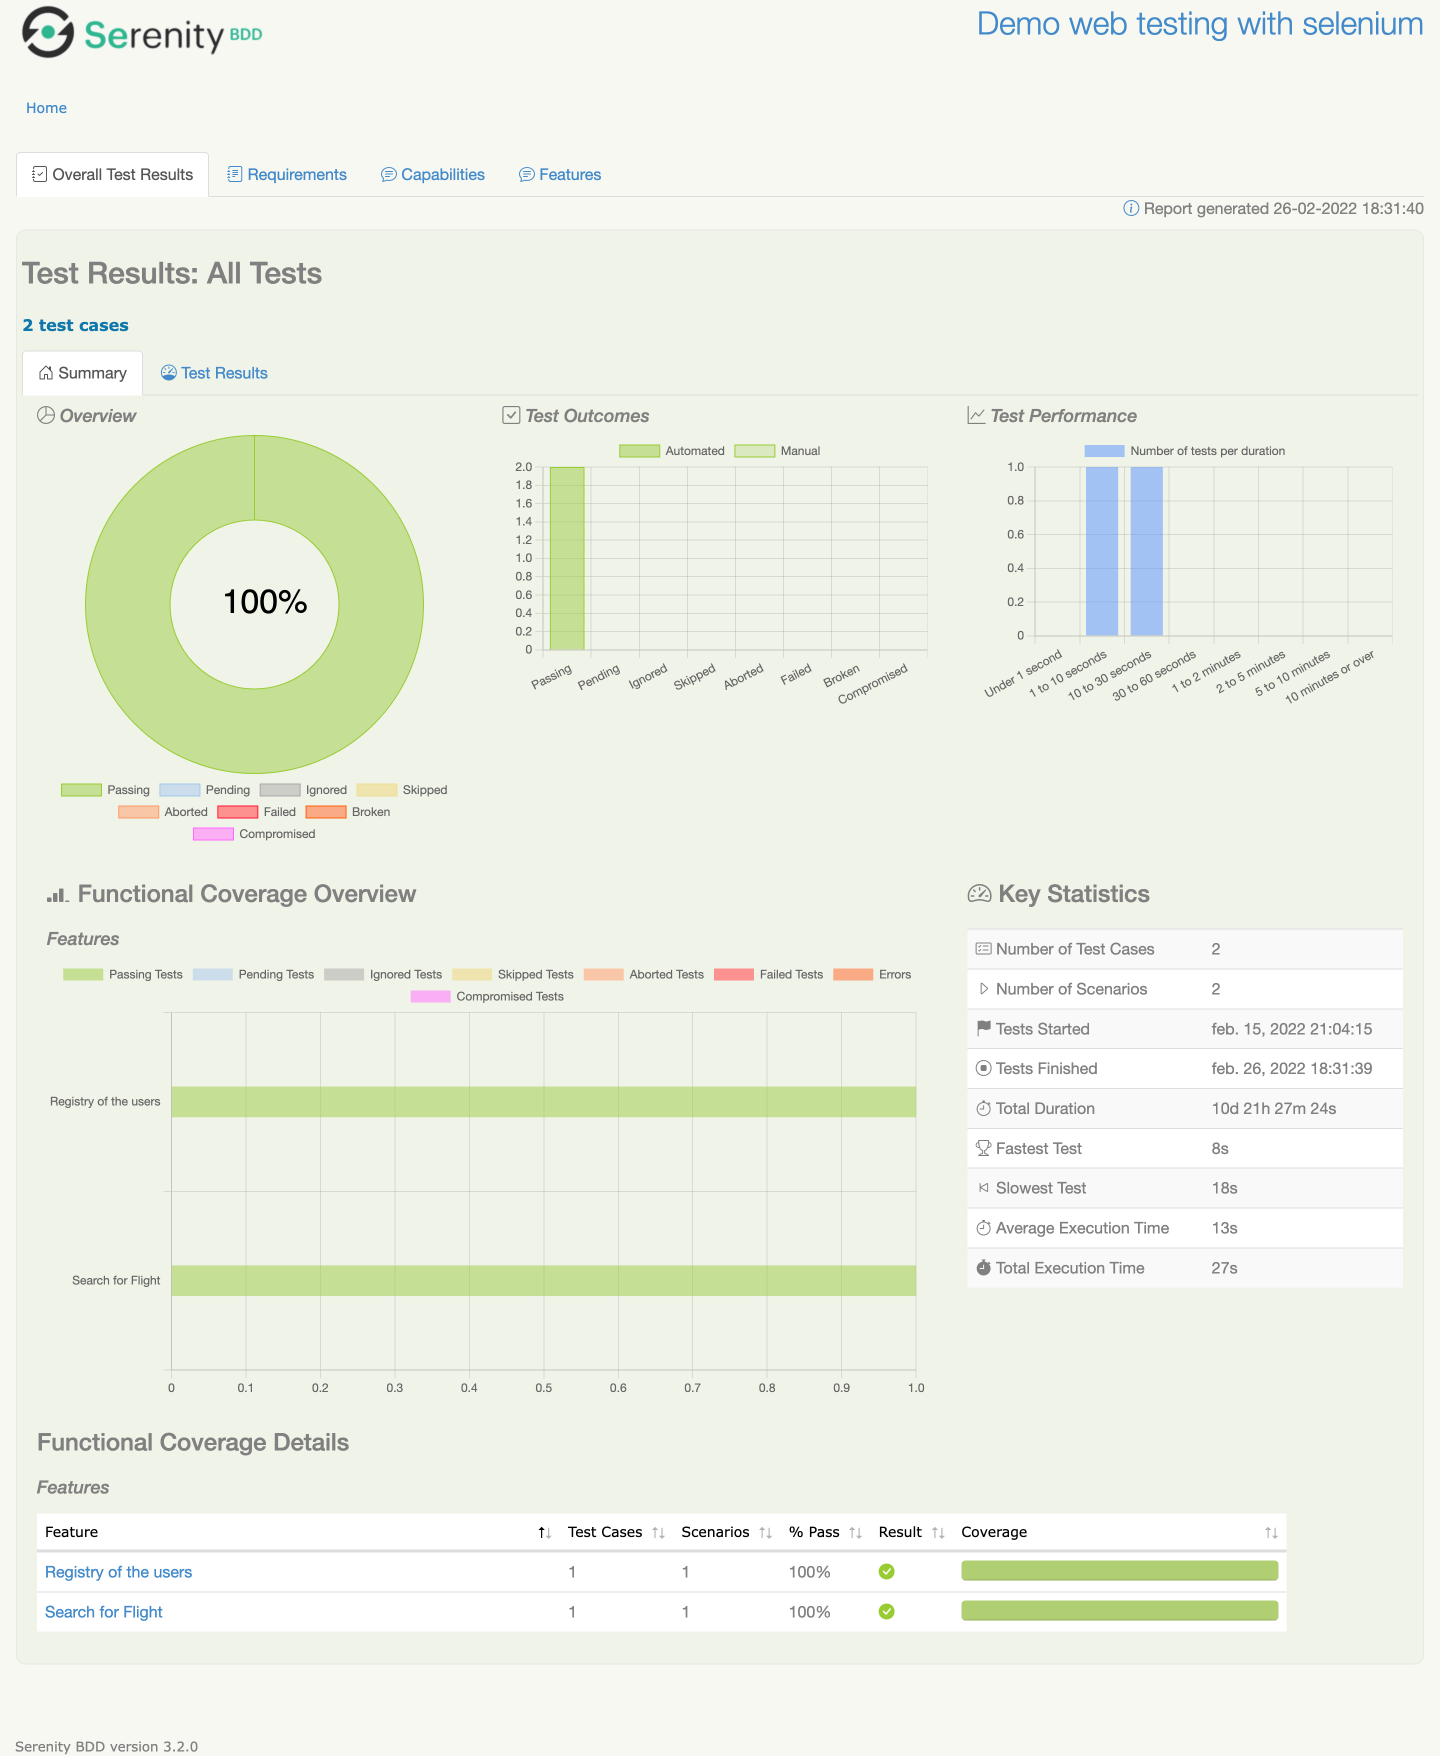 Serenity BDD
Demo web testing with selenium
Home
Overall Test Results
Requirements
Capabilities
Features
Report generated 26-02-2022 18:31:40
Test Results: All Tests
2 test cases
Summary
Test Results
Overview
100%
Passing
Pending
Ignored
Skipped
Aborted
Failed
Broken
Compromised
Test Outcomes
Automated
Manual
2.0
1.8
1.6
1.4
1.2
1.0
0.8
0.6
0.4
0.2
0
Passing
Pending
Ignored
Skipped
Aborted
Failed
Broken
Compromised
Test Performance
Number of tests per duration
1.0
0.8
0.6
0.4
0.2
0
Under 1 second
1 to 10 seconds
10 to 30 seconds
30 to 60 seconds
1 to 2 minutes
2 to 5 minutes
5 to 10 minutes
10 minutes or over
Functional Coverage Overview
Features
Passing Tests
Pending Tests
Ignored Tests
Skipped Tests
Aborted Tests
Failed Tests
Errors
Compromised Tests
Registry of the users
Search for Flight
0
0.1
0.2
0.3
0.4
0.5
0.6
0.7
0.8
0.9
1.0
Key Statistics
Number of Test Cases 2
Number of Scenarios 2
Tests Started feb. 15, 2022 21:04:15
Tests Finished feb. 26, 2022 18:31:39
Total Duration 10d 21h 27m 24s
Fastest Test 8s
Slowest Test 18s
Average Execution Time 13s
Total Execution Time 27s
Functional Coverage Details
Features
Feature Test Cases Scenarios % Pass Result Coverage
Registry of the users 1 1 100%
Search for Flight 1 1 100%
Serenity BDD version 3.2.0